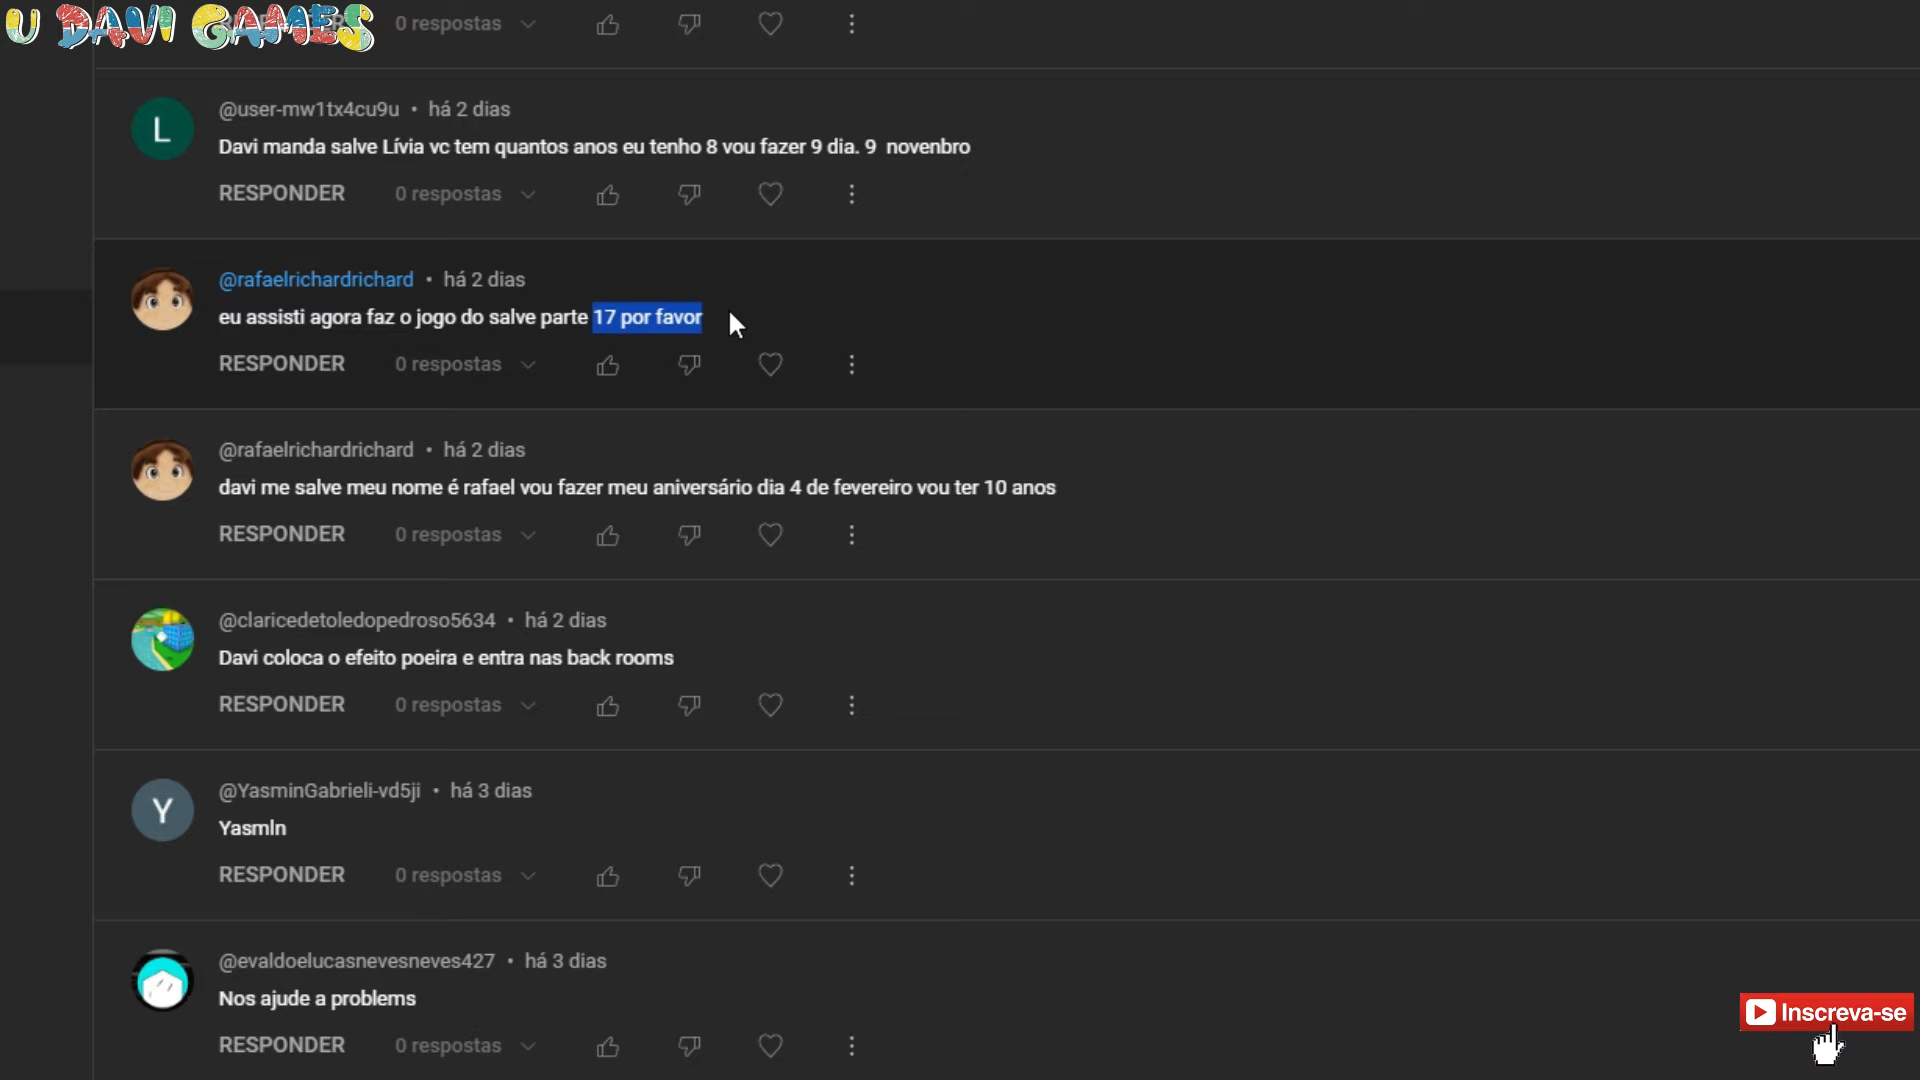 U DAVI GAMES
0 respostas
L
@user-mw1tx4cu9u • há 2 dias
Davi manda salve Lívia vc tem quantos anos eu tenho 8 vou fazer 9 dia. 9 novenbro
RESPONDER 0 respostas
@rafaelrichardrichard • há 2 dias
eu assisti agora faz o jogo do salve parte 17 por favor
RESPONDER 0 respostas
@rafaelrichardrichard • há 2 dias
davi me salve meu nome é rafael vou fazer meu aniversário dia 4 de fevereiro vou ter 10 anos
RESPONDER 0 respostas
@claricedetoledopedroso5634 • há 2 dias
Davi coloca o efeito poeira e entra nas back rooms
RESPONDER 0 respostas
Y
@YasminGabrieli-vd5ji • há 3 dias
Yasmln
RESPONDER 0 respostas
@evaldoelucasnevesneves427 • há 3 dias
Nos ajude a problems
RESPONDER 0 respostas
Inscreva-se